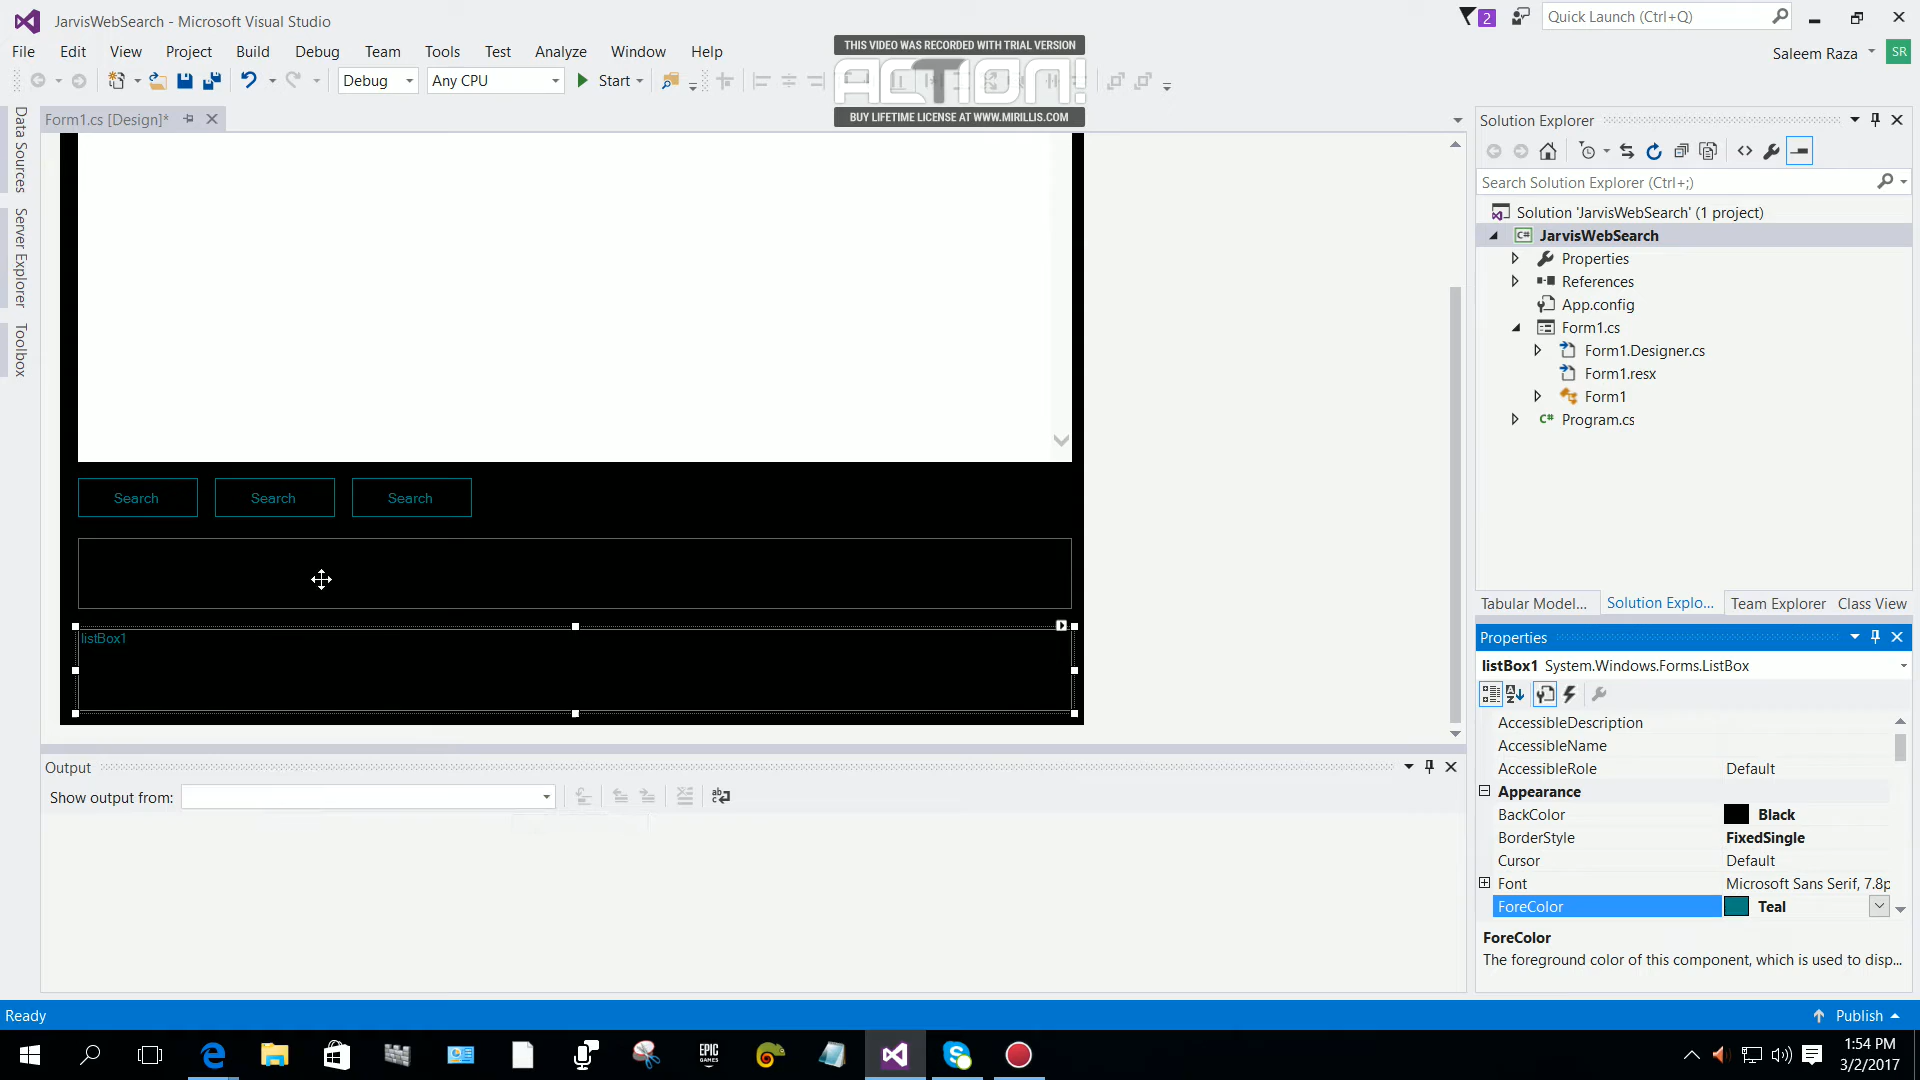 JarvisWebSearch - Microsoft Visual Studio
2
Quick Launch (Ctrl+Q)
File Edit View Project Build Debug Team Tools Test Analyze Window Help
Saleem Raza SR
THIS VIDEO WAS RECORDED WITH TRIAL VERSION
ACTION!
BUY LIFETIME LICENSE AT WWW.MIRILLIS.COM
Debug Any CPU Start
Data Sources
Server Explorer
Toolbox
Form1.cs [Design]*
Search Search Search
listBox1
Output
Show output from:
Solution Explorer
Search Solution Explorer (Ctrl+;)
Solution 'JarvisWebSearch' (1 project)
C# JarvisWebSearch
Properties
References
App.config
Form1.cs
Form1.Designer.cs
Form1.resx
Form1
C# Program.cs
Tabular Model... Solution Explo... Team Explorer Class View
Properties
listBox1 System.Windows.Forms.ListBox
AccessibleDescription
AccessibleName
AccessibleRole Default
Appearance
BackColor Black
BorderStyle FixedSingle
Cursor Default
Font Microsoft Sans Serif, 7.8p
ForeColor Teal
ForeColor
The foreground color of this component, which is used to disp...
Ready
Publish
EPIC GAMES
1:54 PM
3/2/2017